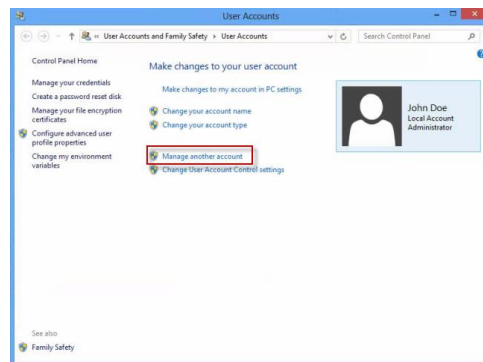 User Accounts
« User Accounts and Family Safety ▸ User Accounts
Search Control Panel
Control Panel Home
Manage your credentials
Create a password reset disk
Manage your file encryption
certificates
Configure advanced user
profile properties
Change my environment
variables
Make changes to your user account
Make changes to my account in PC settings
Change your account name
Change your account type
Manage another account
Change User Account Control settings
John Doe
Local Account
Administrator
See also
Family Safety